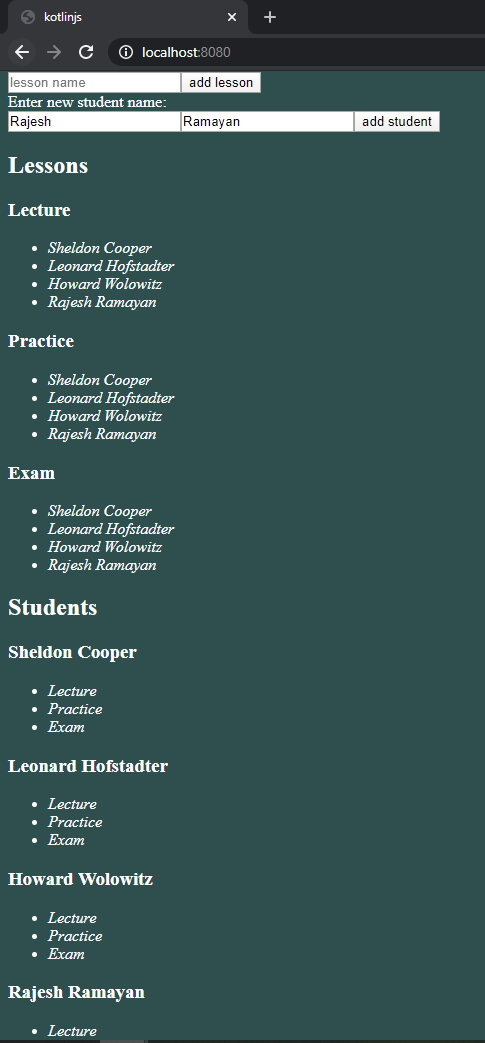 kotlinjs
localhost:8080
lesson name add lesson
Enter new student name:
Rajesh Ramayan add student
Lessons
Lecture
Sheldon Cooper
Leonard Hofstadter
Howard Wolowitz
Rajesh Ramayan
Practice
Sheldon Cooper
Leonard Hofstadter
Howard Wolowitz
Rajesh Ramayan
Exam
Sheldon Cooper
Leonard Hofstadter
Howard Wolowitz
Rajesh Ramayan
Students
Sheldon Cooper
Lecture
Practice
Exam
Leonard Hofstadter
Lecture
Practice
Exam
Howard Wolowitz
Lecture
Practice
Exam
Rajesh Ramayan
Lecture